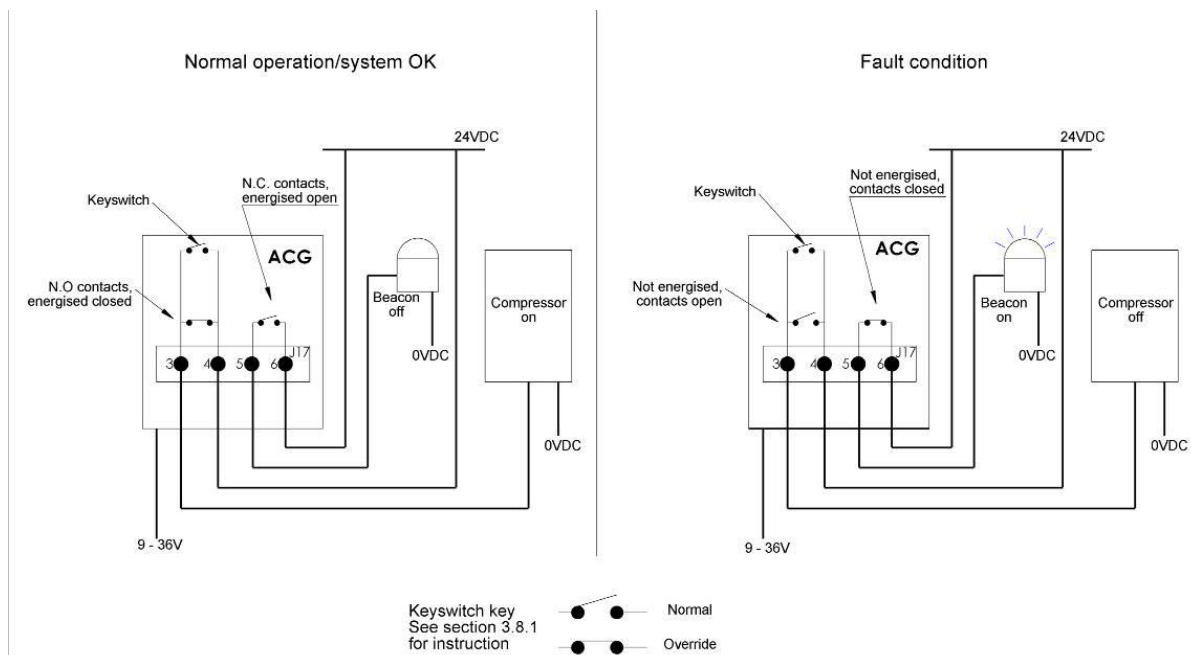 Normal operation/system OK
24VDC
N.C. contacts,
energised open
Keyswitch
ACG
N.O contacts,
energised closed
Beacon
off
Compressor
on
3
4
5
6
J17
0VDC
0VDC
9 - 36V
Fault condition
24VDC
Not energised,
contacts closed
Keyswitch
ACG
Not energised,
contacts open
Beacon
on
Compressor
off
3
4
5
6
J17
0VDC
0VDC
9 - 36V
Keyswitch key
See section 3.8.1
for instruction
Normal
Override